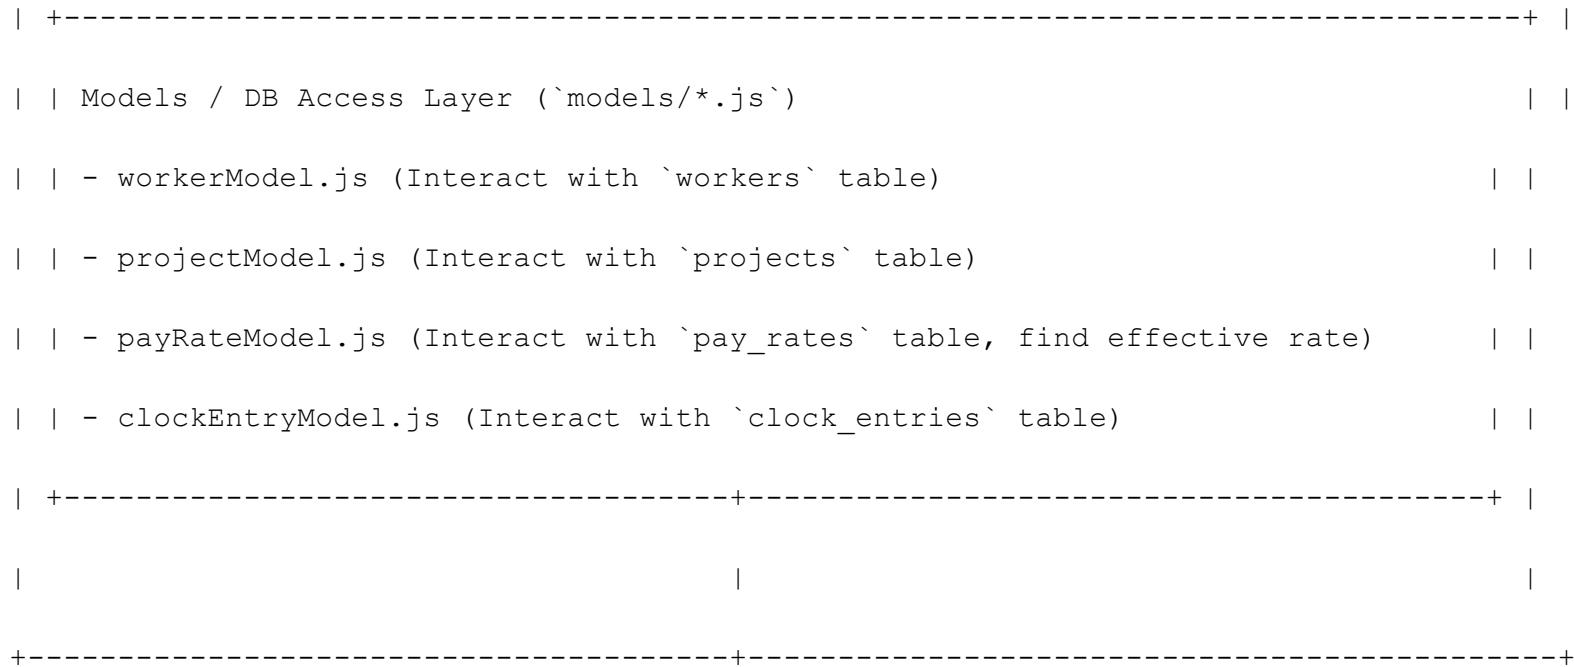 | +---------------------------------------------------------------------------------+ |
| | Models / DB Access Layer (`models/*.js`) | |
| | - workerModel.js (Interact with `workers` table) | |
| | - projectModel.js (Interact with `projects` table) | |
| | - payRateModel.js (Interact with `pay_rates` table, find effective rate) | |
| | - clockEntryModel.js (Interact with `clock_entries` table) | |
| +-------------------------------------+-----------------------------------------+ |
| | |
+---------------------------------------+---------------------------------------------+